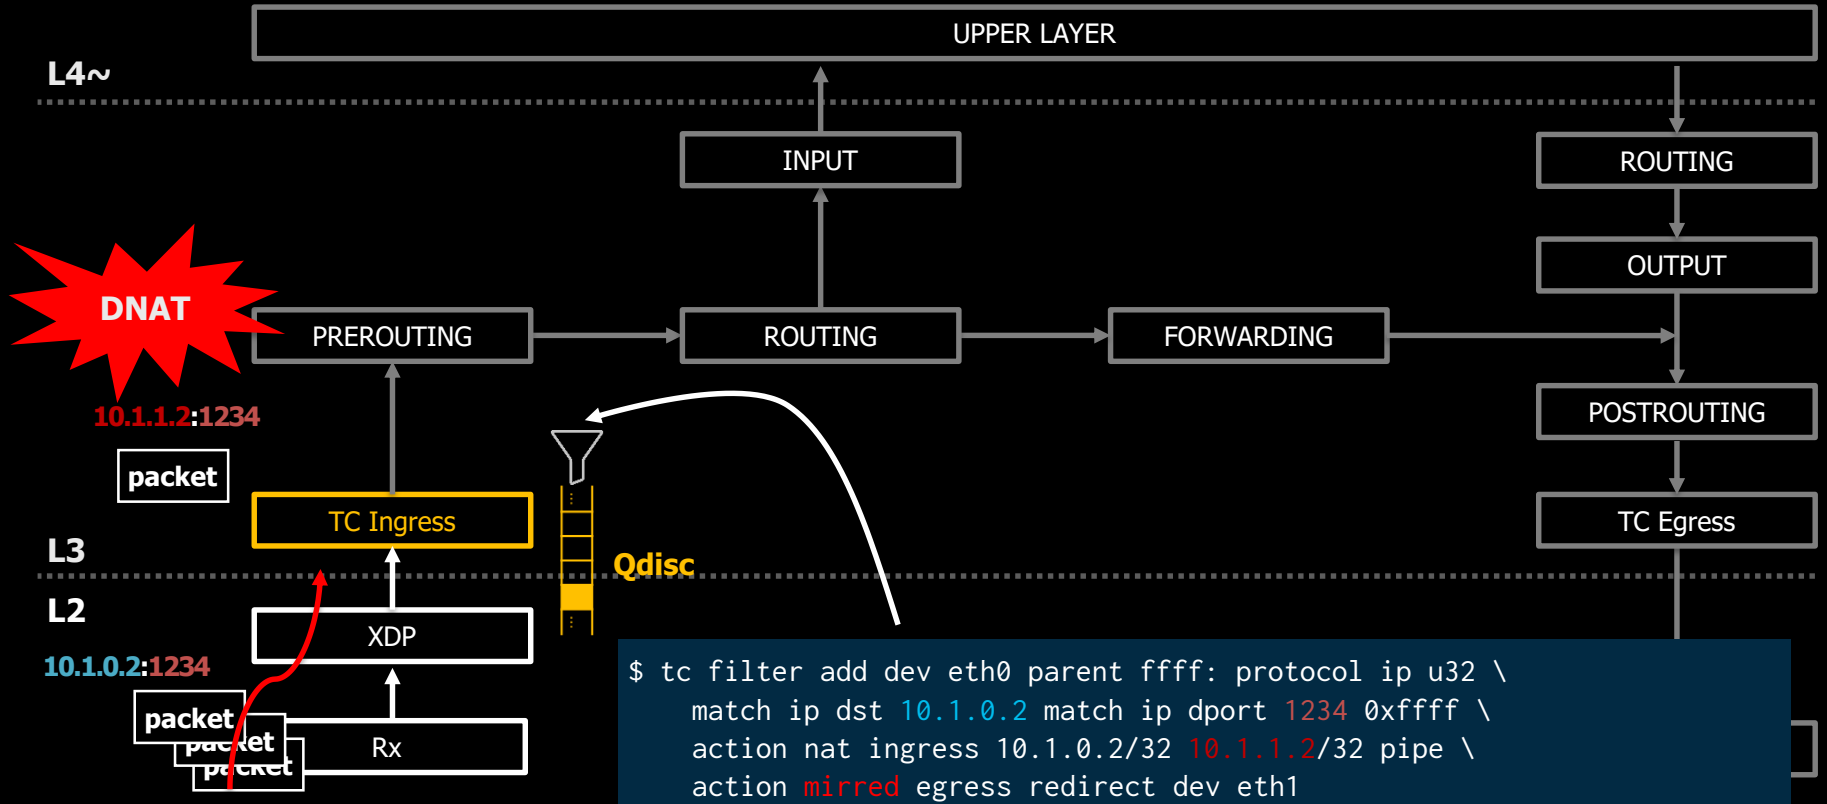 UPPER LAYER
L4~
INPUT
ROUTING
OUTPUT
DNAT
PREROUTING
ROUTING
FORWARDING
10.1.1.2:1234
POSTROUTING
packet
TC Ingress
TC Egress
L3
Qdisc
L2
XDP
10.1.0.2:1234
packet
packet
packet
Rx
$ tc filter add dev eth0 parent ffff: protocol ip u32 \
match ip dst 10.1.0.2 match ip dport 1234 0xffff \
action nat ingress 10.1.0.2/32 10.1.1.2/32 pipe \
action mirred egress redirect dev eth1